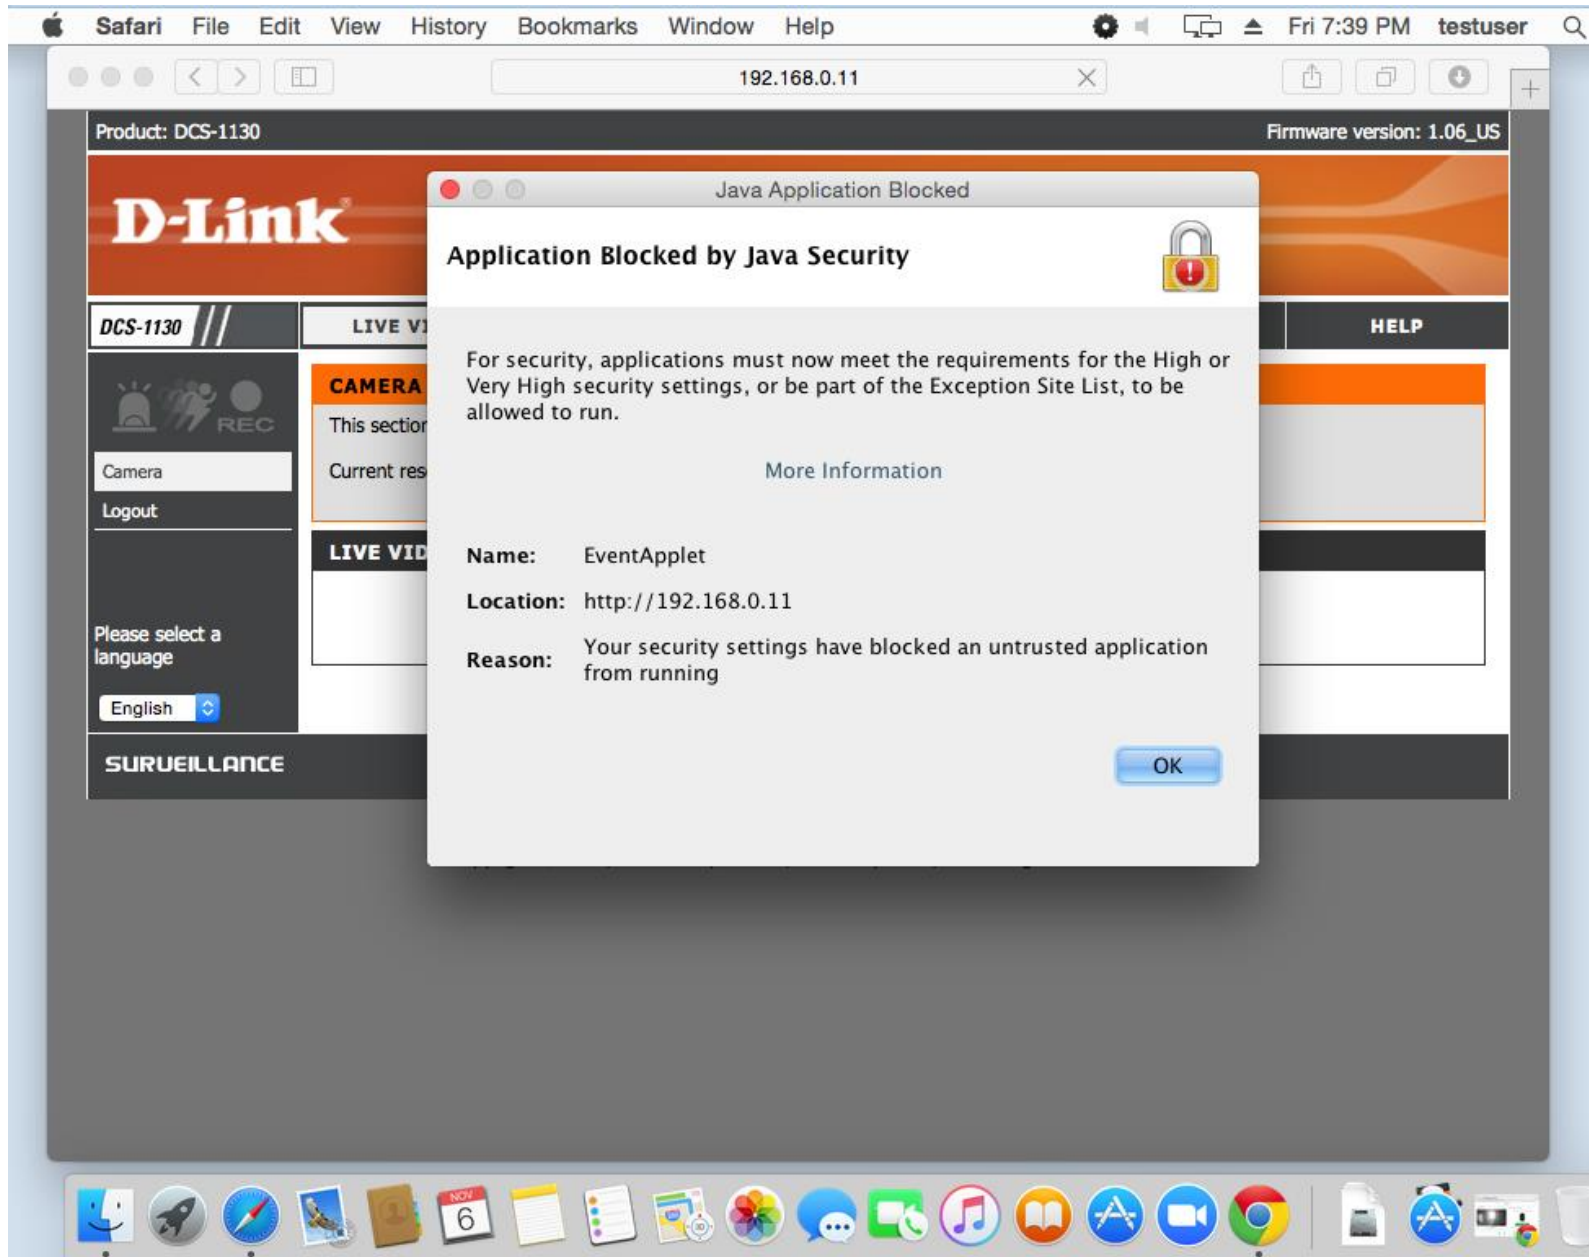 Safari File Edit View History Bookmarks Window Help Fri 7:39 PM testuser
192.168.0.11
Product: DCS-1130 Firmware version: 1.06_US
D-Link
Java Application Blocked
Application Blocked by Java Security
DCS-1130 LIVE HELP
For security, applications must now meet the requirements for the High or
Very High security settings, or be part of the Exception Site List, to be
allowed to run.
More Information
Name: EventApplet
Location: http://192.168.0.11
Reason: Your security settings have blocked an untrusted application
from running
OK
REC
CAMERA
This section
Camera
Current
Logout
LIVE
Please select a
language
English
SURVEILLANCE
NOV
6